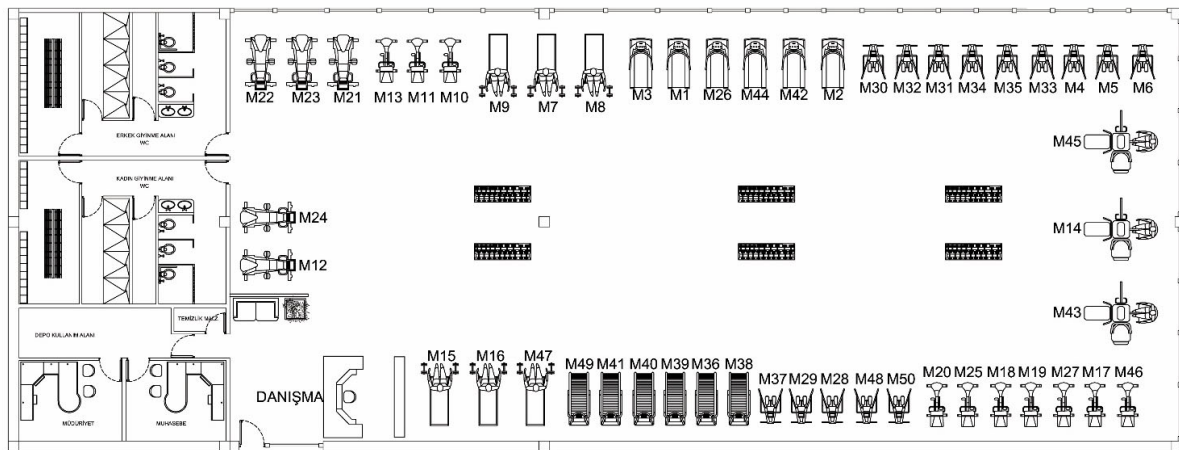 M22 M23 M21 M13 M11 M10 M9 M7 M8 M3 M1 M26 M44 M42 M2 M30 M32 M31 M34 M35 M33 M4 M5 M6
ERKEK GİYİNME ALANI
WC
M45
KADIN GİYİNME ALANI
WC
M24
M14
M12
M43
TEMİZLİK MALZ
DEPO KULLANIM ALANI
M15 M16 M47 M49 M41 M40 M39 M36 M38 M37 M29 M28 M48 M50 M20 M25 M18 M19 M27 M17 M46
DANIŞMA
MÜDÜRİYET
MUHASEBE